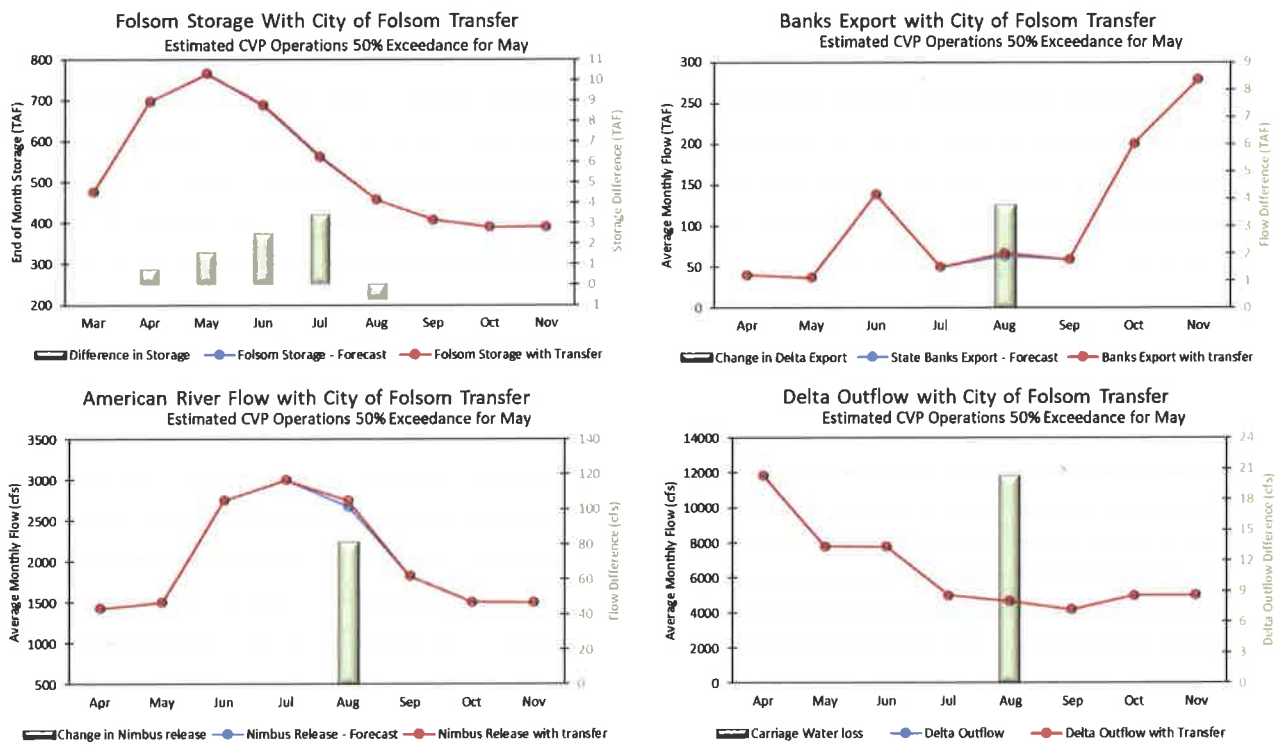 Folsom Storage With City of Folsom Transfer
Estimated CVP Operations 50% Exceedance for May
End of Month Storage (TAF)
800
700
600
500
400
300
200
11
10
9
8
7
6
5
4
3
2
1
0
1
Storage Difference (TAF)
Mar Apr May Jun Jul Aug Sep Oct Nov
Difference in Storage Folsom Storage - Forecast Folsom Storage with Transfer
Banks Export with City of Folsom Transfer
Estimated CVP Operations 50% Exceedance for May
Average Monthly Flow (TAF)
300
250
200
150
100
50
0
9
8
7
6
5
4
3
2
1
0
Flow Difference (TAF)
Apr May Jun Jul Aug Sep Oct Nov
Change in Delta Export State Banks Export - Forecast Banks Export with transfer
American River Flow with City of Folsom Transfer
Estimated CVP Operations 50% Exceedance for May
Average Monthly Flow (cfs)
3500
3000
2500
2000
1500
1000
500
140
120
100
80
60
40
20
0
Flow Difference (cfs)
Apr May Jun Jul Aug Sep Oct Nov
Change in Nimbus release Nimbus Release - Forecast Nimbus Release with transfer
Delta Outflow with City of Folsom Transfer
Estimated CVP Operations 50% Exceedance for May
Average Monthly Flow (cfs)
14000
12000
10000
8000
6000
4000
2000
0
24
21
18
15
12
9
6
3
0
Delta Outflow Difference (cfs)
Apr May Jun Jul Aug Sep Oct Nov
Carriage Water loss Delta Outflow Delta Outflow with Transfer